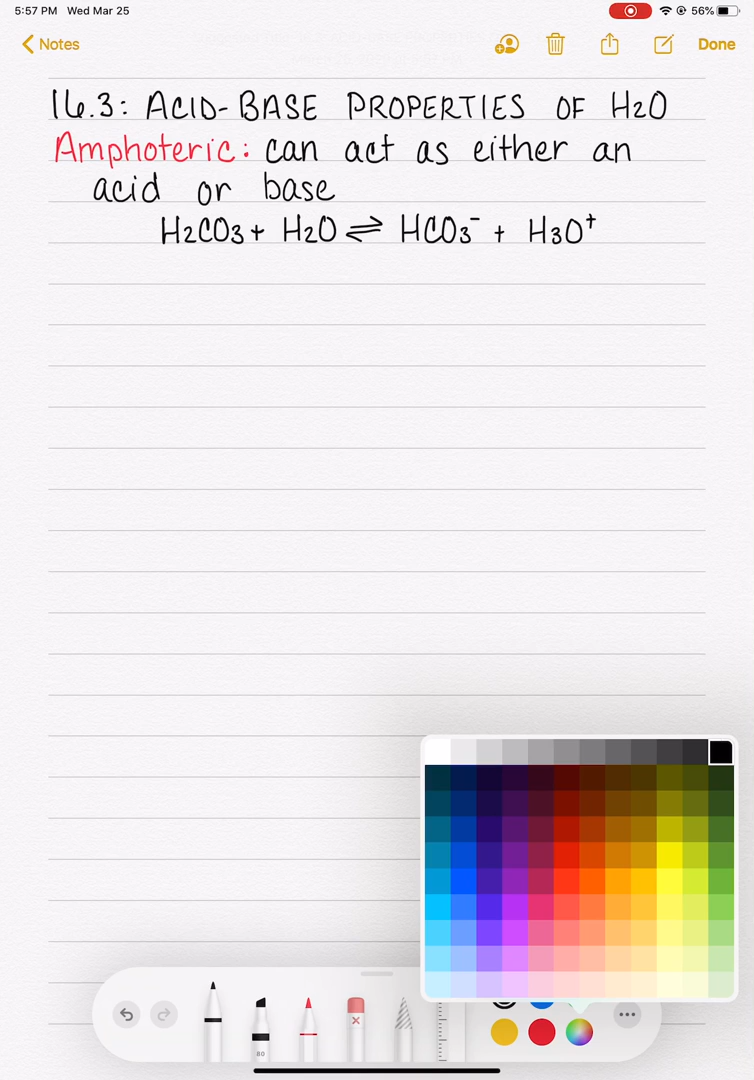 5:57 PM Wed Mar 25
56%
Notes
Done
16.3: ACID-BASE PROPERTIES OF H2O
Amphoteric: can act as either an
acid or base
H2CO3 + H2O ⇌ HCO3⁻ + H3O⁺
80